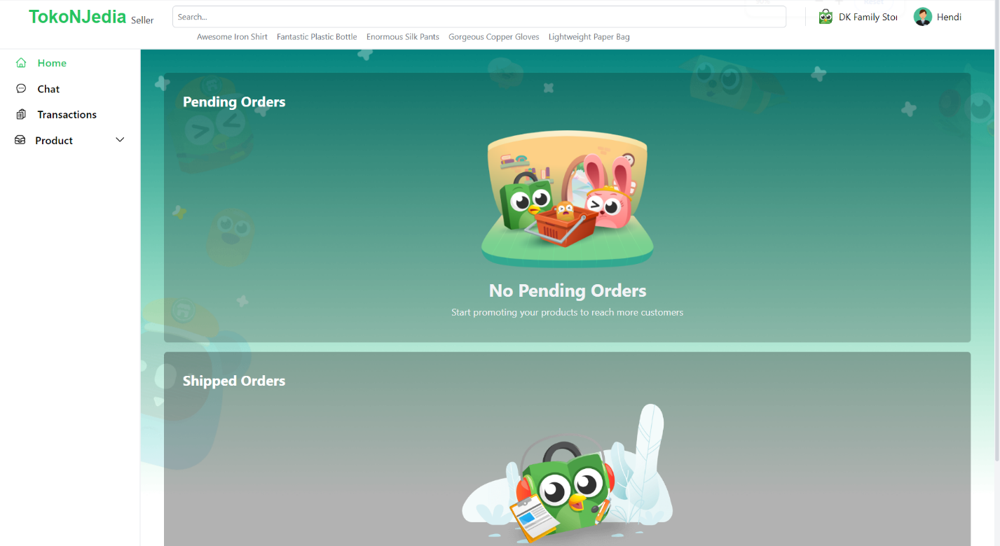 TokoNJedia Seller
Search...
DK Family Stor
Hendi
Awesome Iron Shirt Fantastic Plastic Bottle Enormous Silk Pants Gorgeous Copper Gloves Lightweight Paper Bag
Home
Chat
Transactions
Product
Pending Orders
No Pending Orders
Start promoting your products to reach more customers
Shipped Orders